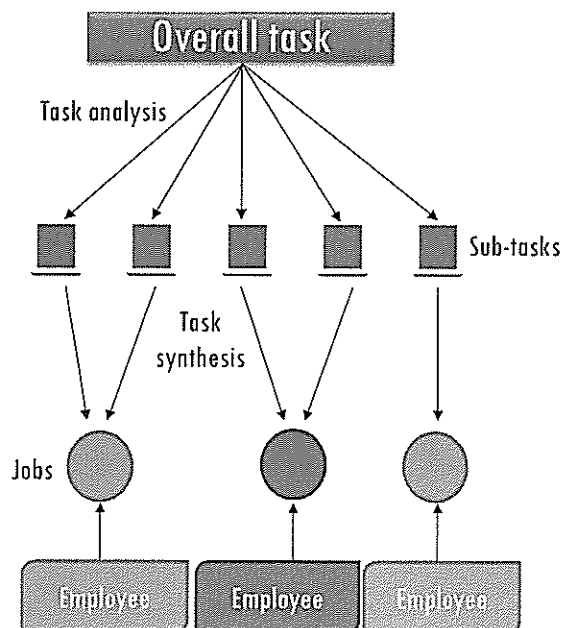 Overall task
Task analysis
Sub-tasks
Task
synthesis
Jobs
Employee
Employee
Employee